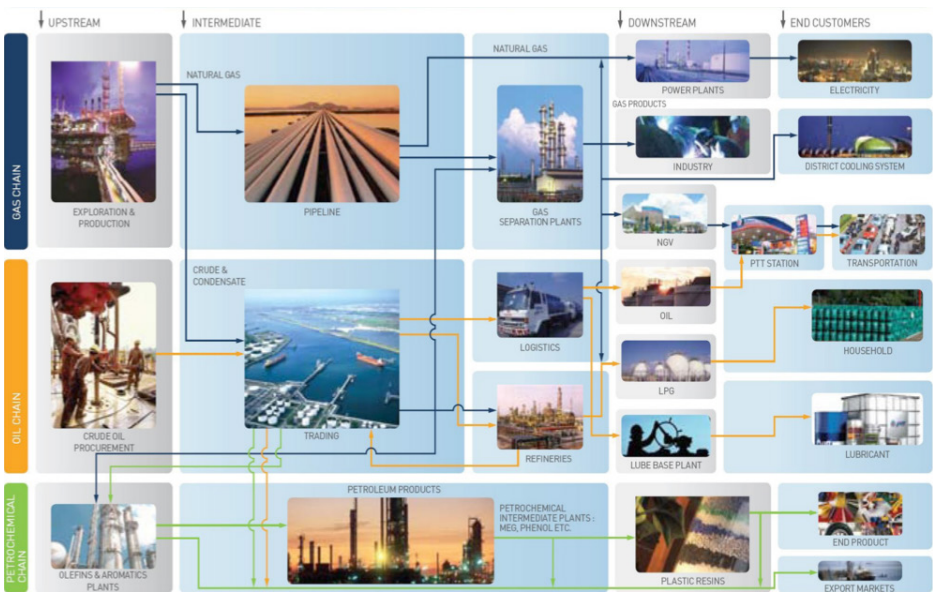 UPSTREAM
INTERMEDIATE
DOWNSTREAM
END CUSTOMERS
GAS CHAIN
NATURAL GAS
NATURAL GAS
EXPLORATION &
PRODUCTION
PIPELINE
GAS
SEPARATION PLANTS
POWER PLANTS
ELECTRICITY
GAS PRODUCTS
INDUSTRY
DISTRICT COOLING SYSTEM
NGV
PTT STATION
TRANSPORTATION
OIL CHAIN
CRUDE &
CONDENSATE
CRUDE OIL
PROCUREMENT
TRADING
LOGISTICS
REFINERIES
OIL
LPG
HOUSEHOLD
LUBE BASE PLANT
LUBRICANT
PETROCHEMICAL
CHAIN
OLEFINS & AROMATICS
PLANTS
PETROLEUM PRODUCTS
PETROCHEMICAL
INTERMEDIATE PLANTS :
MEG, PHENOL ETC.
PLASTIC RESINS
END PRODUCT
EXPORT MARKETS